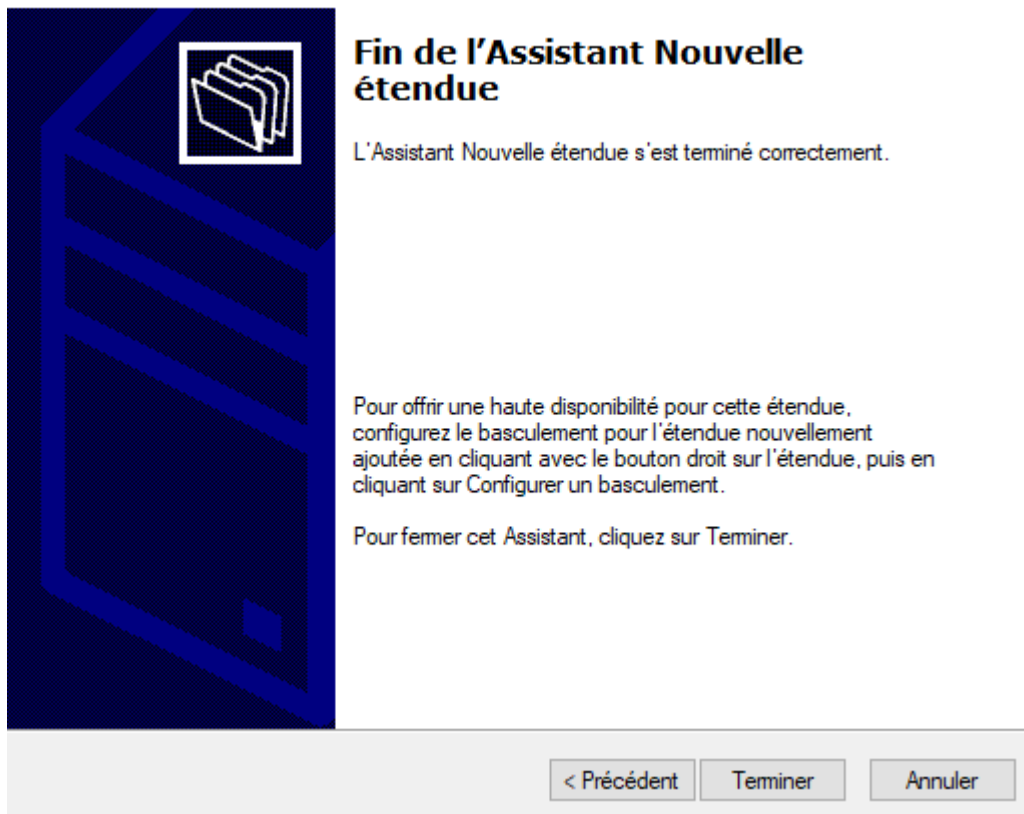 Fin de l’Assistant Nouvelle
étendue
L’Assistant Nouvelle étendue s’est terminé correctement.
Pour offrir une haute disponibilité pour cette étendue,
configurez le basculement pour l’étendue nouvellement
ajoutée en cliquant avec le bouton droit sur l’étendue, puis en
cliquant sur Configurer un basculement.
Pour fermer cet Assistant, cliquez sur Terminer.
< Précédent
Terminer
Annuler